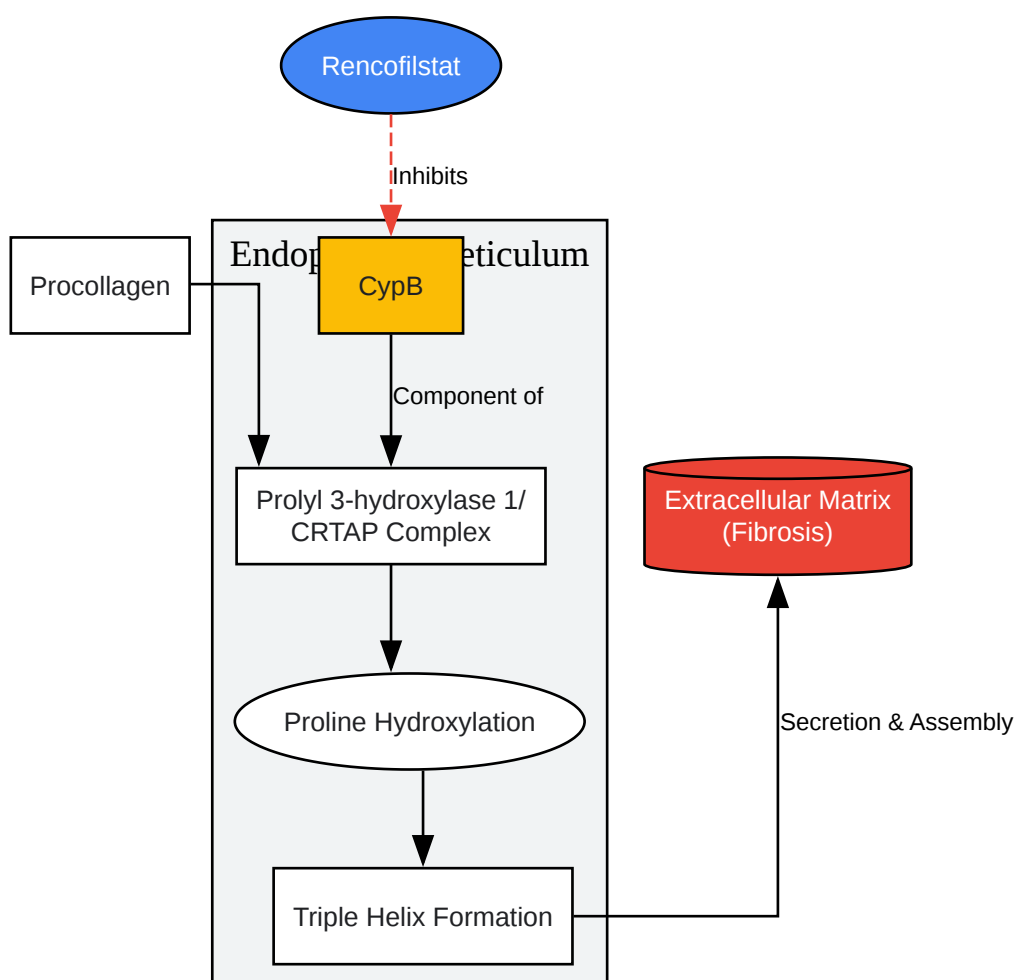 Rencofilstat
Inhibits
Endop eticulum
CypB
Procollagen
Component of
Prolyl 3-hydroxylase 1/
CRTAP Complex
Extracellular Matrix
(Fibrosis)
Proline Hydroxylation
Secretion & Assembly
Triple Helix Formation